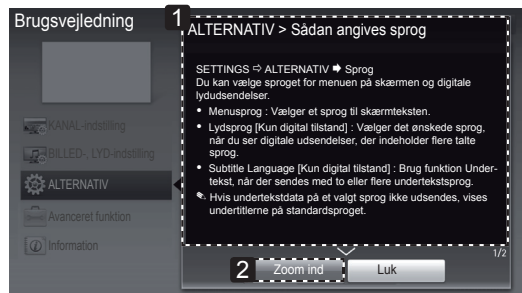 Brugsvejledning
1
ALTERNATIV > Sådan angives sprog
SETTINGS ⇨ ALTERNATIV ➡ Sprog
Du kan vælge sproget for menuen på skærmen og digitale
lydudsendelser.
• Menusprog : Vælger et sprog til skærmteksten.
• Lydsprog [Kun digital tilstand] : Vælger det ønskede sprog,
når du ser digitale udsendelser, der indeholder flere talte
sprog.
• Subtitle Language [Kun digital tilstand] : Brug funktion Under-
tekst, når der sendes med to eller flere undertekstsprog.
Hvis undertekstdata på et valgt sprog ikke udsendes, vises
undertitlerne på standardsproget.
KANAL-indstilling
BILLED-, LYD-indstilling
ALTERNATIV
Avanceret funktion
Information
1/2
2
Zoom ind
Luk